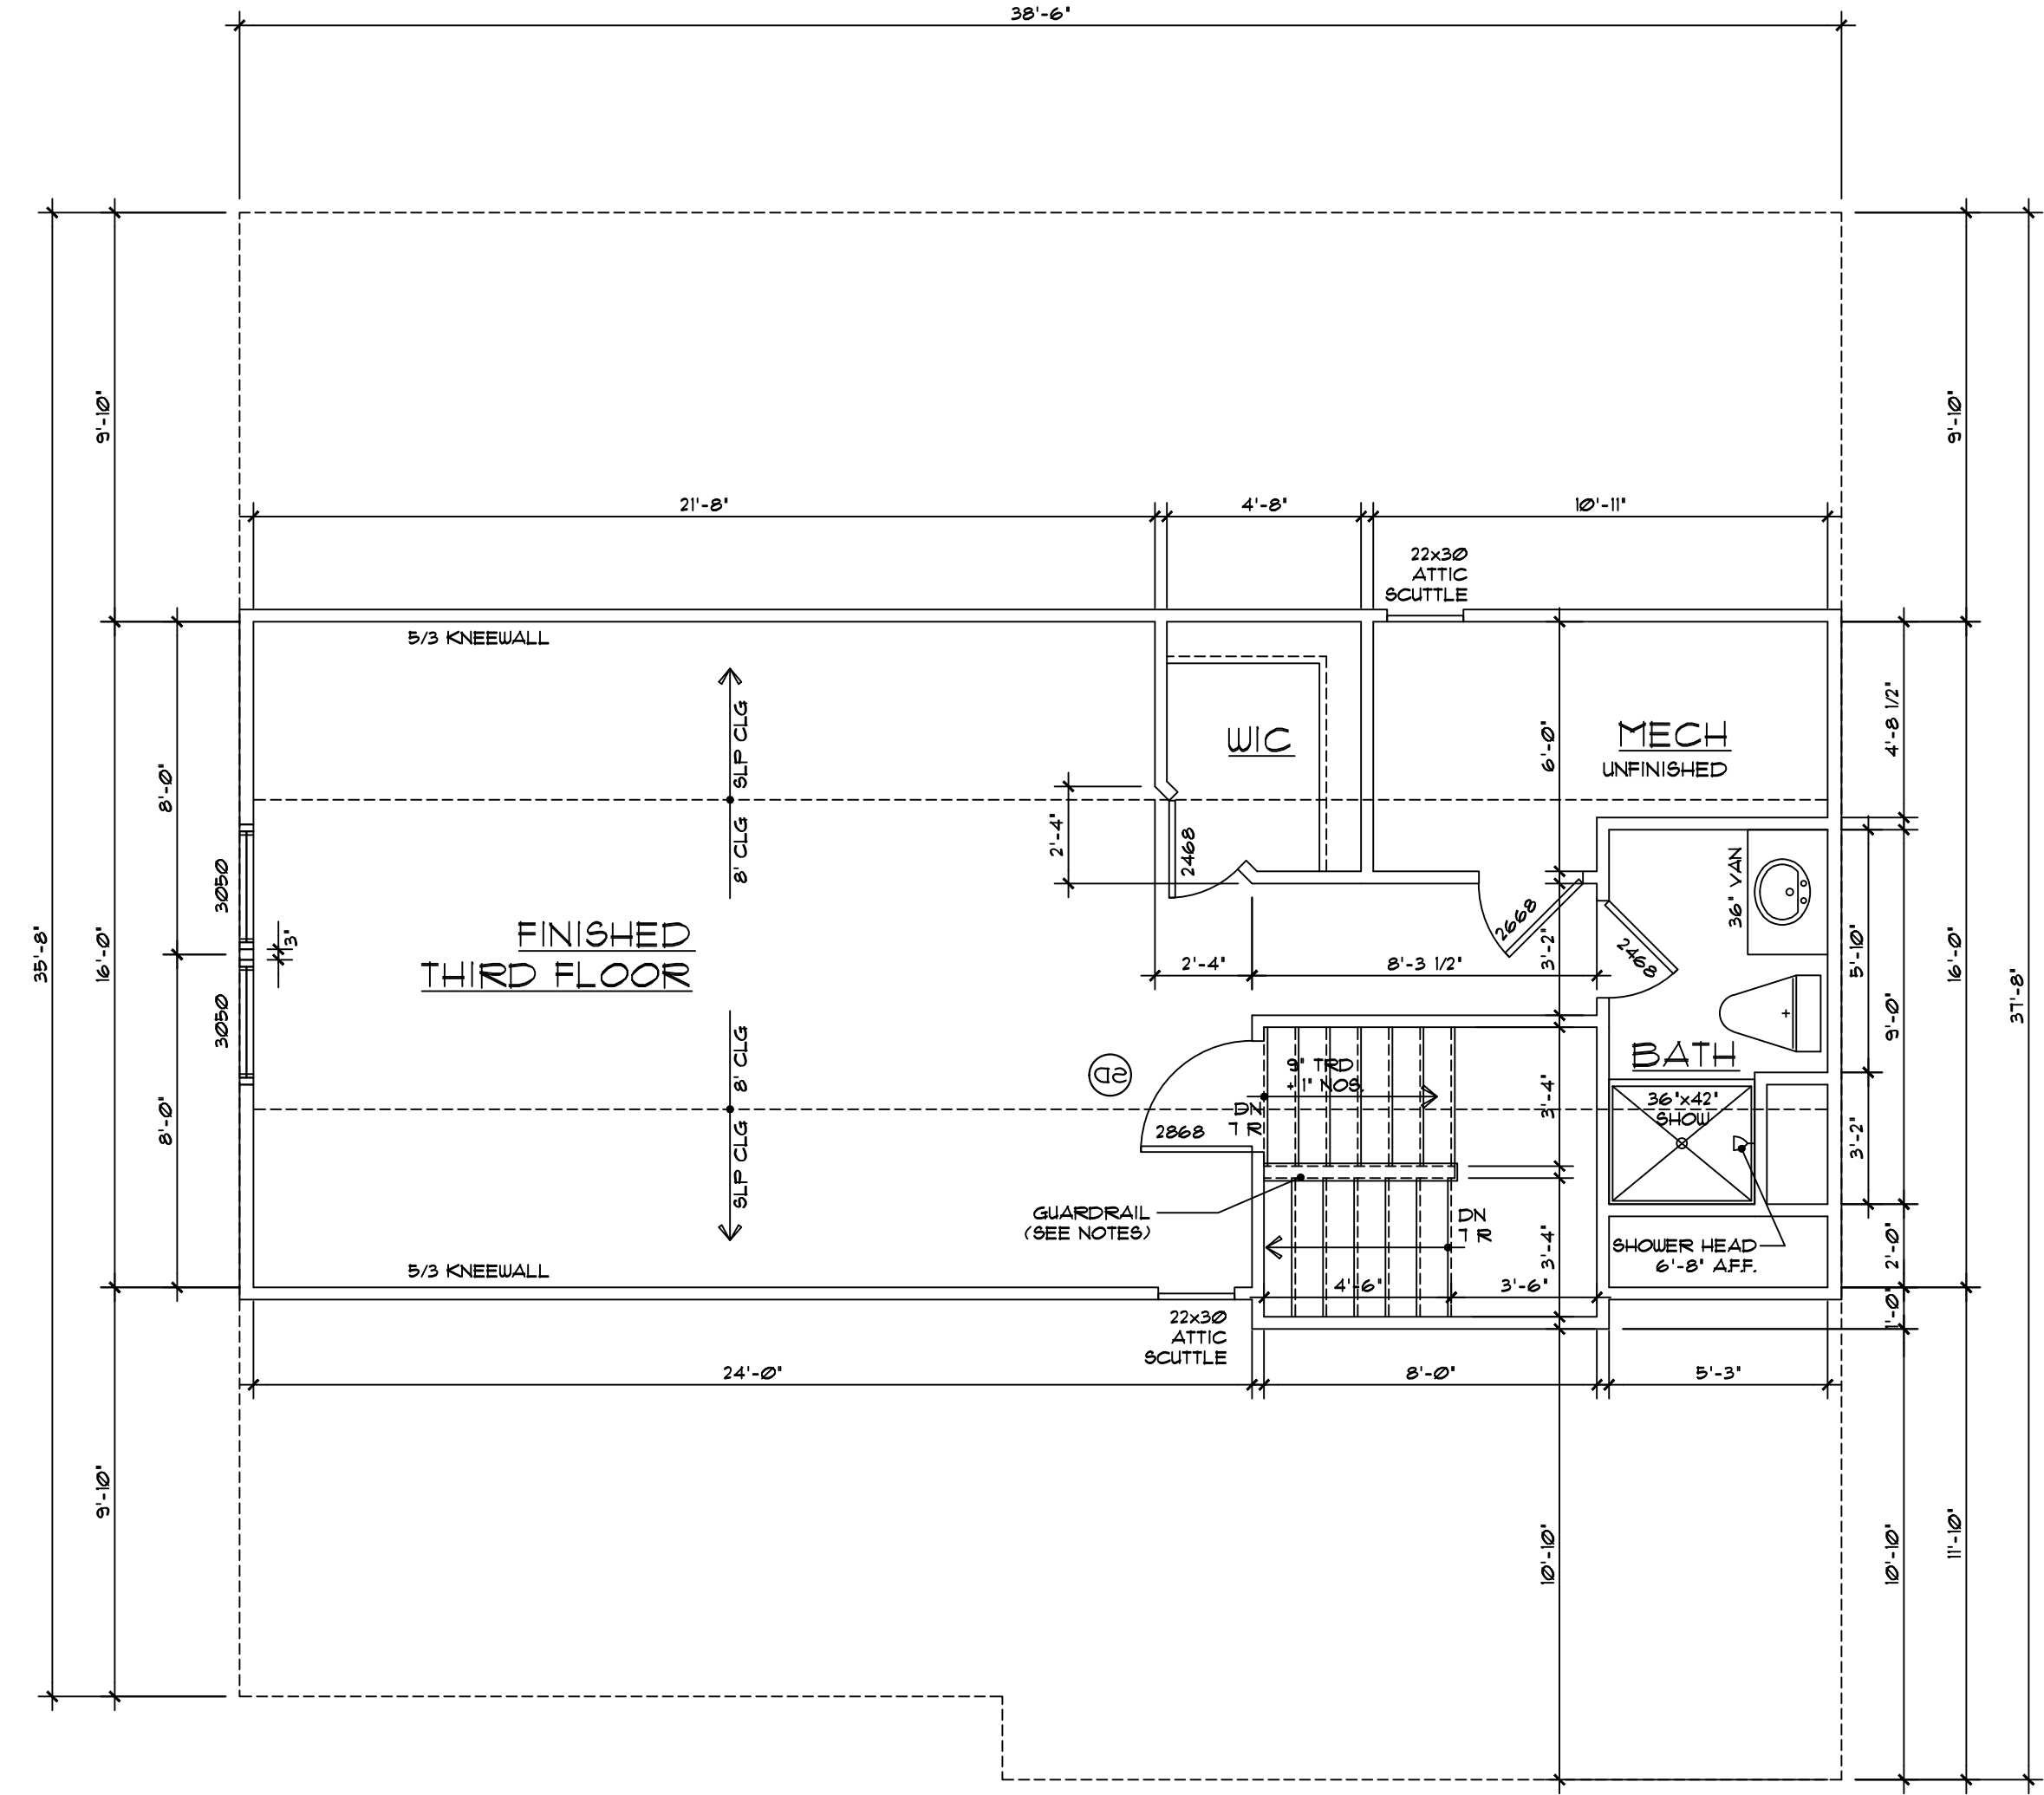 38'-6"
9'-10"
9'-10"
21'-8"
4'-8"
10'-11"
22x30
ATTIC
SCUTTLE
5/3 KNEEWALL
SLP CLG
8' CLG
WIC
MECH
UNFINISHED
6'-0"
4'-8 1/2"
8'-0"
2'-4"
2468
3050
3"
36" VAN
2668
2468
FINISHED
THIRD FLOOR
35'-8"
16'-0"
2'-4"
8'-3 1/2"
3'-2"
5'-10"
9'-0"
16'-0"
37'-8"
3050
8' CLG
SD
9" TRD
+ 1" NOS.
BATH
DN
7 R
2868
3'-4"
36"x42"
SHOW
3'-2"
8'-0"
SLP CLG
GUARDRAIL
(SEE NOTES)
DN
7 R
3'-4"
SHOWER HEAD
6'-8" A.F.F.
2'-0"
5/3 KNEEWALL
4'-6"
3'-6"
1'-0"
22x30
ATTIC
SCUTTLE
24'-0"
8'-0"
5'-3"
9'-10"
10'-10"
10'-10"
11'-10"